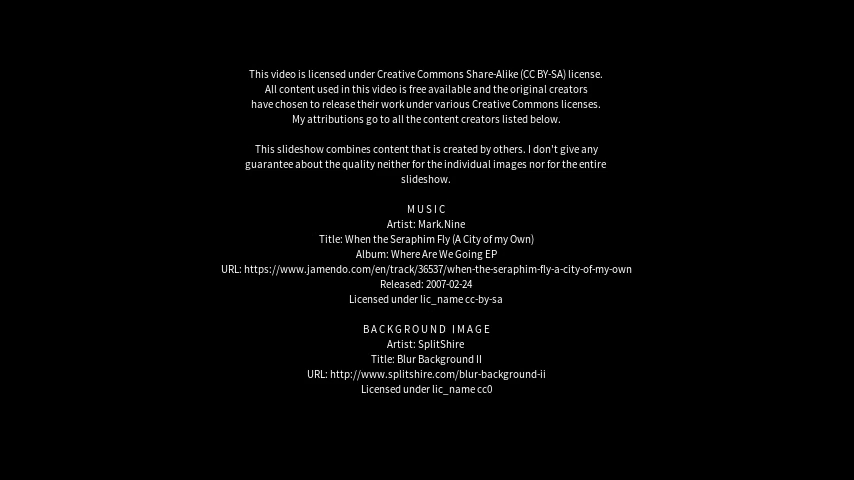 This video is licensed under Creative Commons Share-Alike (CC BY-SA) license.
All content used in this video is free available and the original creators
have chosen to release their work under various Creative Commons licenses.
My attributions go to all the content creators listed below.
This slideshow combines content that is created by others. I don't give any
guarantee about the quality neither for the individual images nor for the entire
slideshow.
MUSIC
Artist: Mark.Nine
Title: When the Seraphim Fly (A City of my Own)
Album: Where Are We Going EP
URL: https://www.jamendo.com/en/track/36537/when-the-seraphim-fly-a-city-of-my-own
Released: 2007-02-24
Licensed under lic_name cc-by-sa
BACKGROUND IMAGE
Artist: SplitShire
Title: Blur Background II
URL: http://www.splitshire.com/blur-background-ii
Licensed under lic_name cc0